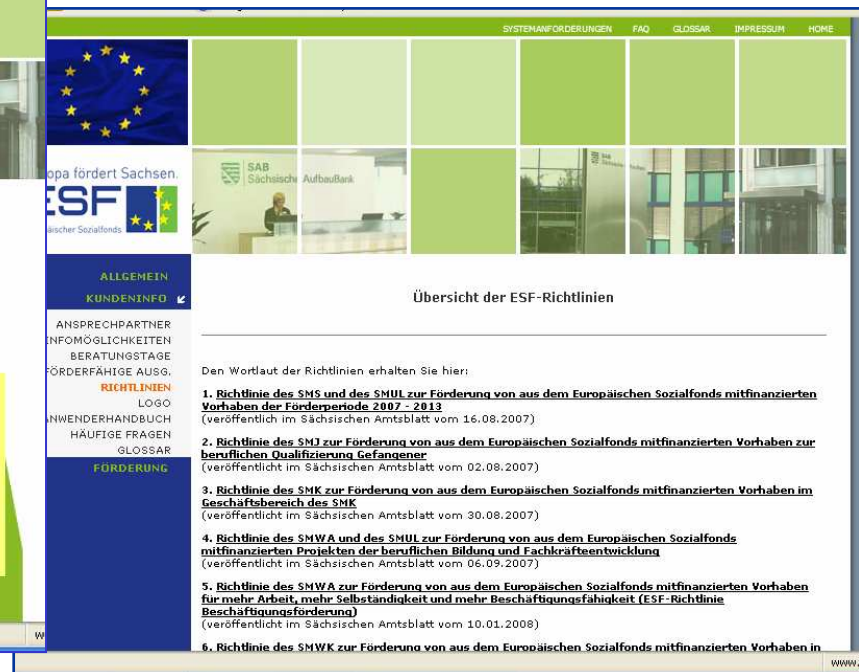 SYSTEMANFORDERUNGEN FAQ GLOSSAR IMPRESSUM HOME
opa fördert Sachsen.
ESF
äischer Sozialfonds
SAB
Sächsische AufbauBank
SAB
ALLGEMEIN
KUNDENINFO
ANSPRECHPARTNER
NFOMÖGLICHKEITEN
BERATUNGSTAGE
FÖRDERFÄHIGE AUSG.
RICHTLINIEN
LOGO
NWENDERHANDBUCH
HÄUFIGE FRAGEN
GLOSSAR
FÖRDERUNG
Übersicht der ESF-Richtlinien
Den Wortlaut der Richtlinien erhalten Sie hier:
1. Richtlinie des SMS und des SMUL zur Förderung von aus dem Europäischen Sozialfonds mitfinanzierten
Vorhaben der Förderperiode 2007 - 2013
(veröffentlich im Sächsischen Amtsblatt vom 16.08.2007)
2. Richtlinie des SMJ zur Förderung von aus dem Europäischen Sozialfonds mitfinanzierten Vorhaben zur
beruflichen Qualifizierung Gefangener
(veröffentlicht im Sächsischen Amtsblatt vom 02.08.2007)
3. Richtlinie des SMK zur Förderung von aus dem Europäischen Sozialfonds mitfinanzierten Vorhaben im
Geschäftsbereich des SMK
(veröffentlicht im Sächsischen Amtsblatt vom 30.08.2007)
4. Richtlinie des SMWA und des SMUL zur Förderung von aus dem Europäischen Sozialfonds
mitfinanzierten Projekten der beruflichen Bildung und Fachkräfteentwicklung
(veröffentlicht im Sächsischen Amtsblatt vom 06.09.2007)
5. Richtlinie des SMWA zur Förderung von aus dem Europäischen Sozialfonds mitfinanzierten Vorhaben
für mehr Arbeit, mehr Selbständigkeit und mehr Beschäftigungsfähigkeit (ESF-Richtlinie
Beschäftigungsförderung)
(veröffentlicht im Sächsischen Amtsblatt vom 10.01.2008)
6. Richtlinie des SMWK zur Förderung von aus dem Europäischen Sozialfonds mitfinanzierten Vorhaben in
www.